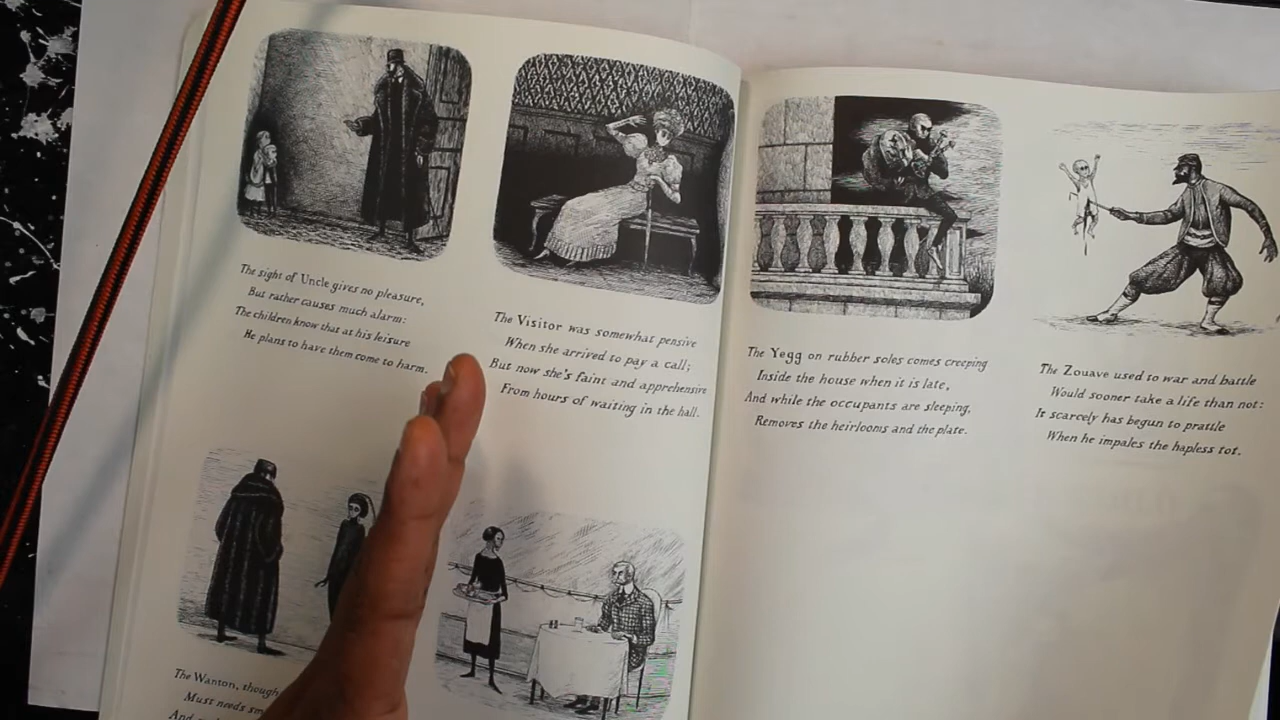 The sight of Uncle gives no pleasure,
But rather causes much alarm:
The children know that at his leisure
He plans to have them come to harm.
The Visitor was somewhat pensive
When she arrived to pay a call;
But now she's faint and apprehensive
From hours of waiting in the hall.
The Wanton, though
Must needs
And
The Yegg on rubber soles comes creeping
Inside the house when it is late,
And while the occupants are sleeping,
Removes the heirlooms and the plate.
The Zouave used to war and battle
Would sooner take a life than not:
It scarcely has begun to prattle
When he impales the hapless tot.